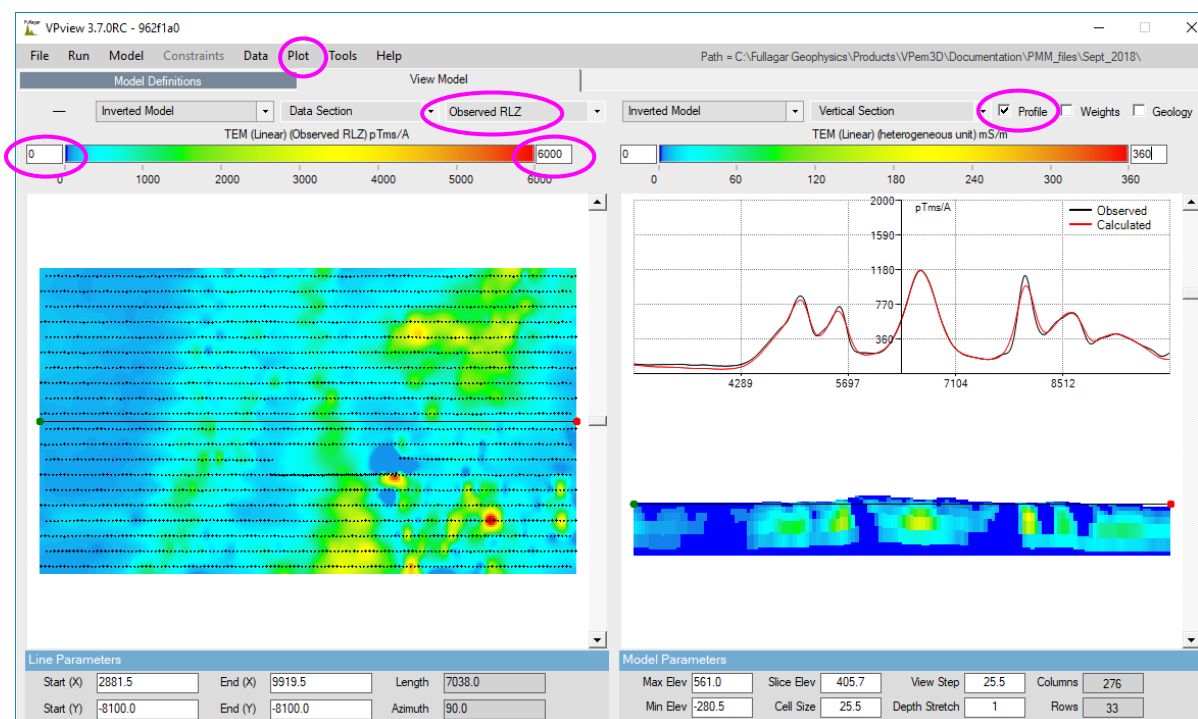 Fullagar
VPview 3.7.0RC - 962f1a0
File Run Model Constraints Data Plot Tools Help Path = C:\Fullagar Geophysics\Products\VPem3D\Documentation\PMM_files\Sept_2018\
Model Definitions View Model
Inverted Model Data Section Observed RLZ Inverted Model Vertical Section Profile Weights Geology
TEM (Linear) (Observed RLZ) pTms/A TEM (Linear) (heterogeneous unit) mS/m
0 6000 0 360
0 1000 2000 3000 4000 5000 6000 0 60 120 180 240 300 360
2000 pTms/A Observed
Calculated
1590
1180
770
360
4289 5697 7104 8512
Line Parameters Model Parameters
Start (X) 2881.5 End (X) 9919.5 Length 7038.0 Max Elev 561.0 Slice Elev 405.7 View Step 25.5 Columns 276
Start (Y) -8100.0 End (Y) -8100.0 Azimuth 90.0 Min Elev -280.5 Cell Size 25.5 Depth Stretch 1 Rows 33